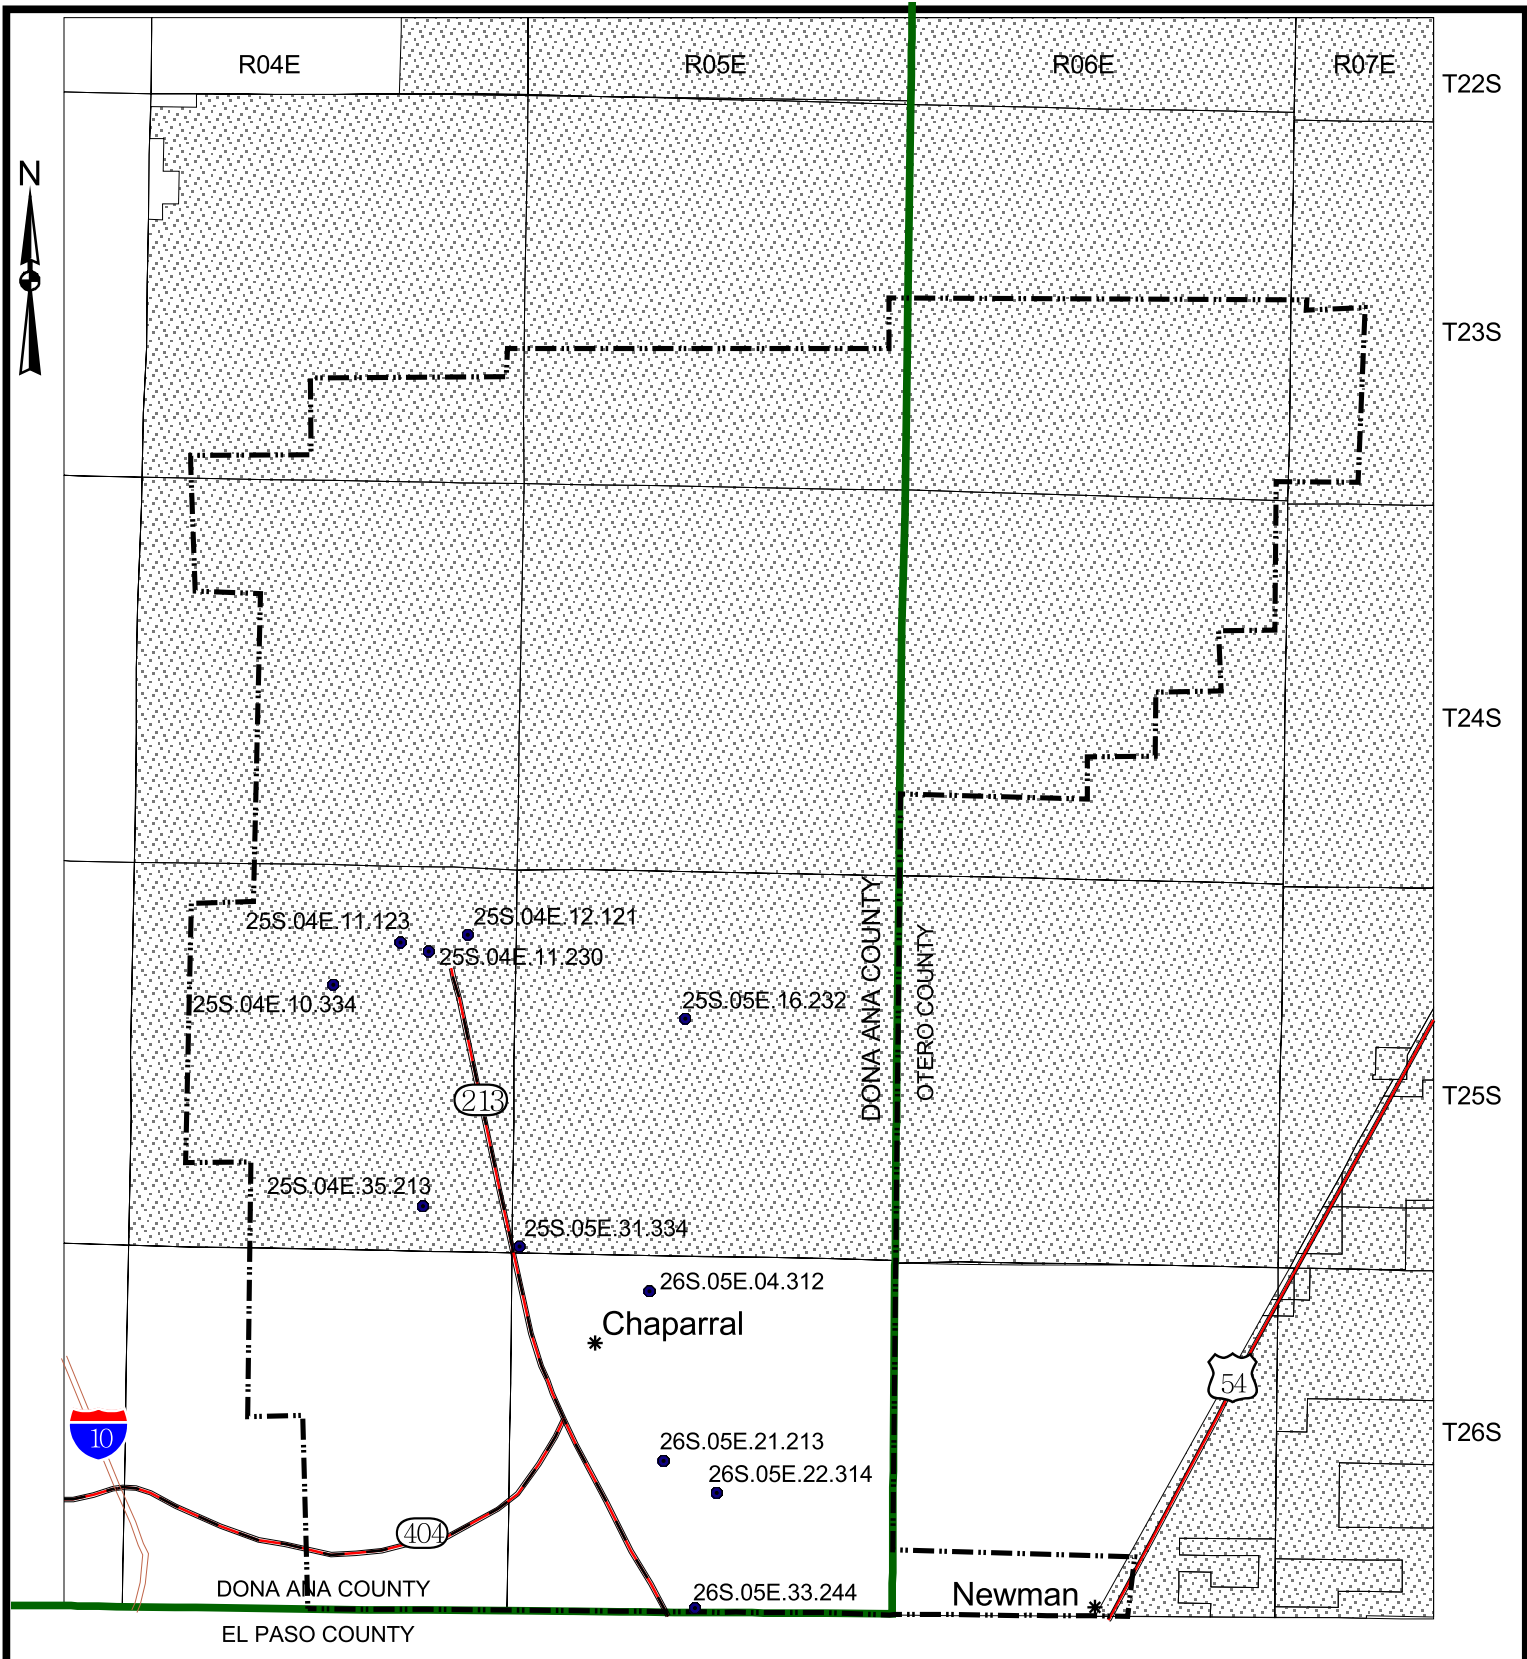 R04E
R05E
R06E
R07E
T22S
N
T23S
T24S
25S.04E.11.123
25S.04E.12.121
25S.04E.11.230
25S.04E.10.334
25S.05E.16.232
DONA ANA COUNTY
OTERO COUNTY
213
T25S
25S.04E.35.213
25S.05E.31.334
26S.05E.04.312
Chaparral
54
10
T26S
26S.05E.21.213
26S.05E.22.314
404
DONA ANA COUNTY
26S.05E.33.244
Newman
EL PASO COUNTY